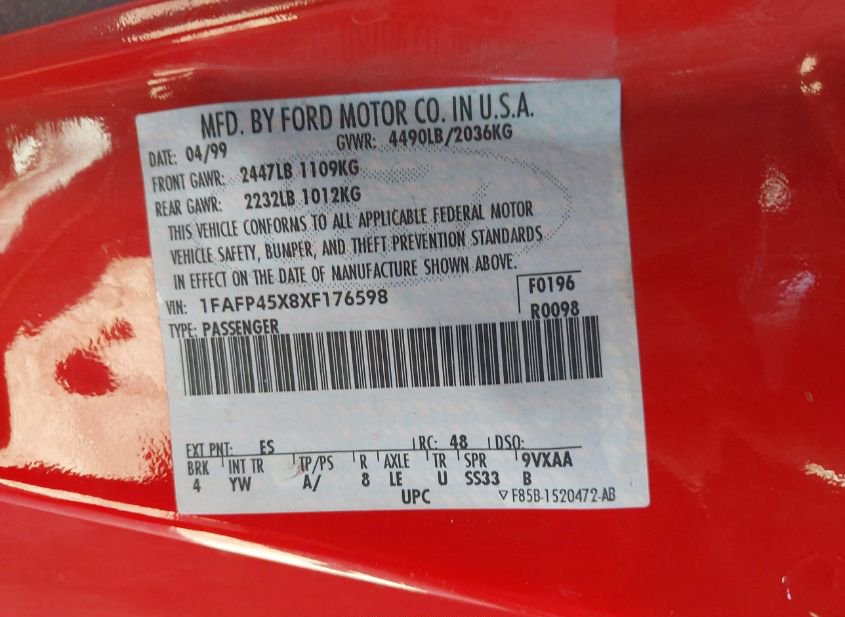 MFD. BY FORD MOTOR CO. IN U.S.A.
DATE: 04/99 GVWR: 4490LB/2036KG
FRONT GAWR: 2447LB 1109KG
REAR GAWR: 2232LB 1012KG
THIS VEHICLE CONFORMS TO ALL APPLICABLE FEDERAL MOTOR
VEHICLE SAFETY, BUMPER, AND THEFT PREVENTION STANDARDS
IN EFFECT ON THE DATE OF MANUFACTURE SHOWN ABOVE.
VIN: 1FAFP45X8XF176598 F0196
TYPE: PASSENGER R0098
EXT PNT: ES RC: 48 DSO:
BRK INT TR TP/PS R AXLE TR SPR 9VXAA
4 YW A/ 8 LE U SS33 B
UPC ▽F85B-1520472-AB